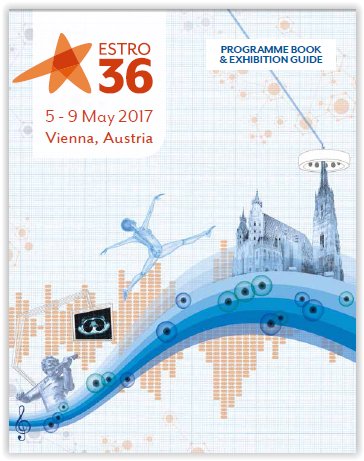 ESTRO
36
5 - 9 May 2017
Vienna, Austria
PROGRAMME BOOK
& EXHIBITION GUIDE